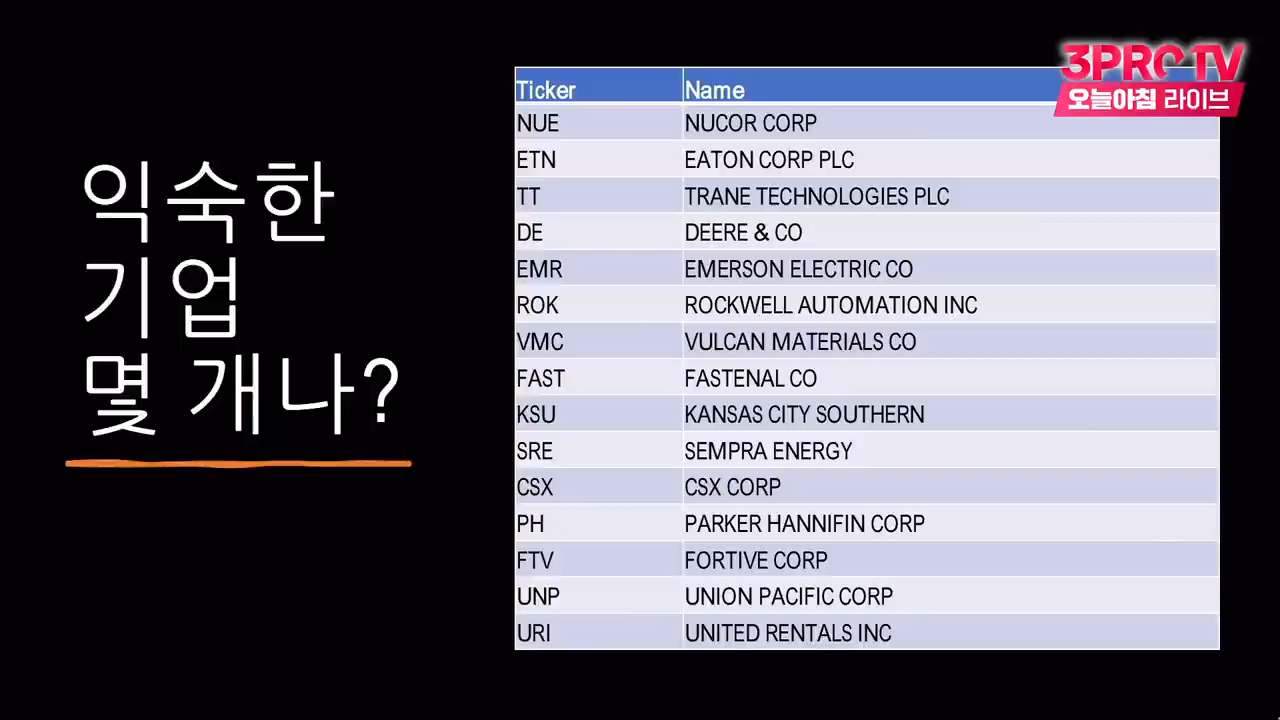 3PRO TV
오늘아침 라이브
익숙한
기업
몇 개나?
Ticker Name
NUE NUCOR CORP
ETN EATON CORP PLC
TT TRANE TECHNOLOGIES PLC
DE DEERE & CO
EMR EMERSON ELECTRIC CO
ROK ROCKWELL AUTOMATION INC
VMC VULCAN MATERIALS CO
FAST FASTENAL CO
KSU KANSAS CITY SOUTHERN
SRE SEMPRA ENERGY
CSX CSX CORP
PH PARKER HANNIFIN CORP
FTV FORTIVE CORP
UNP UNION PACIFIC CORP
URI UNITED RENTALS INC